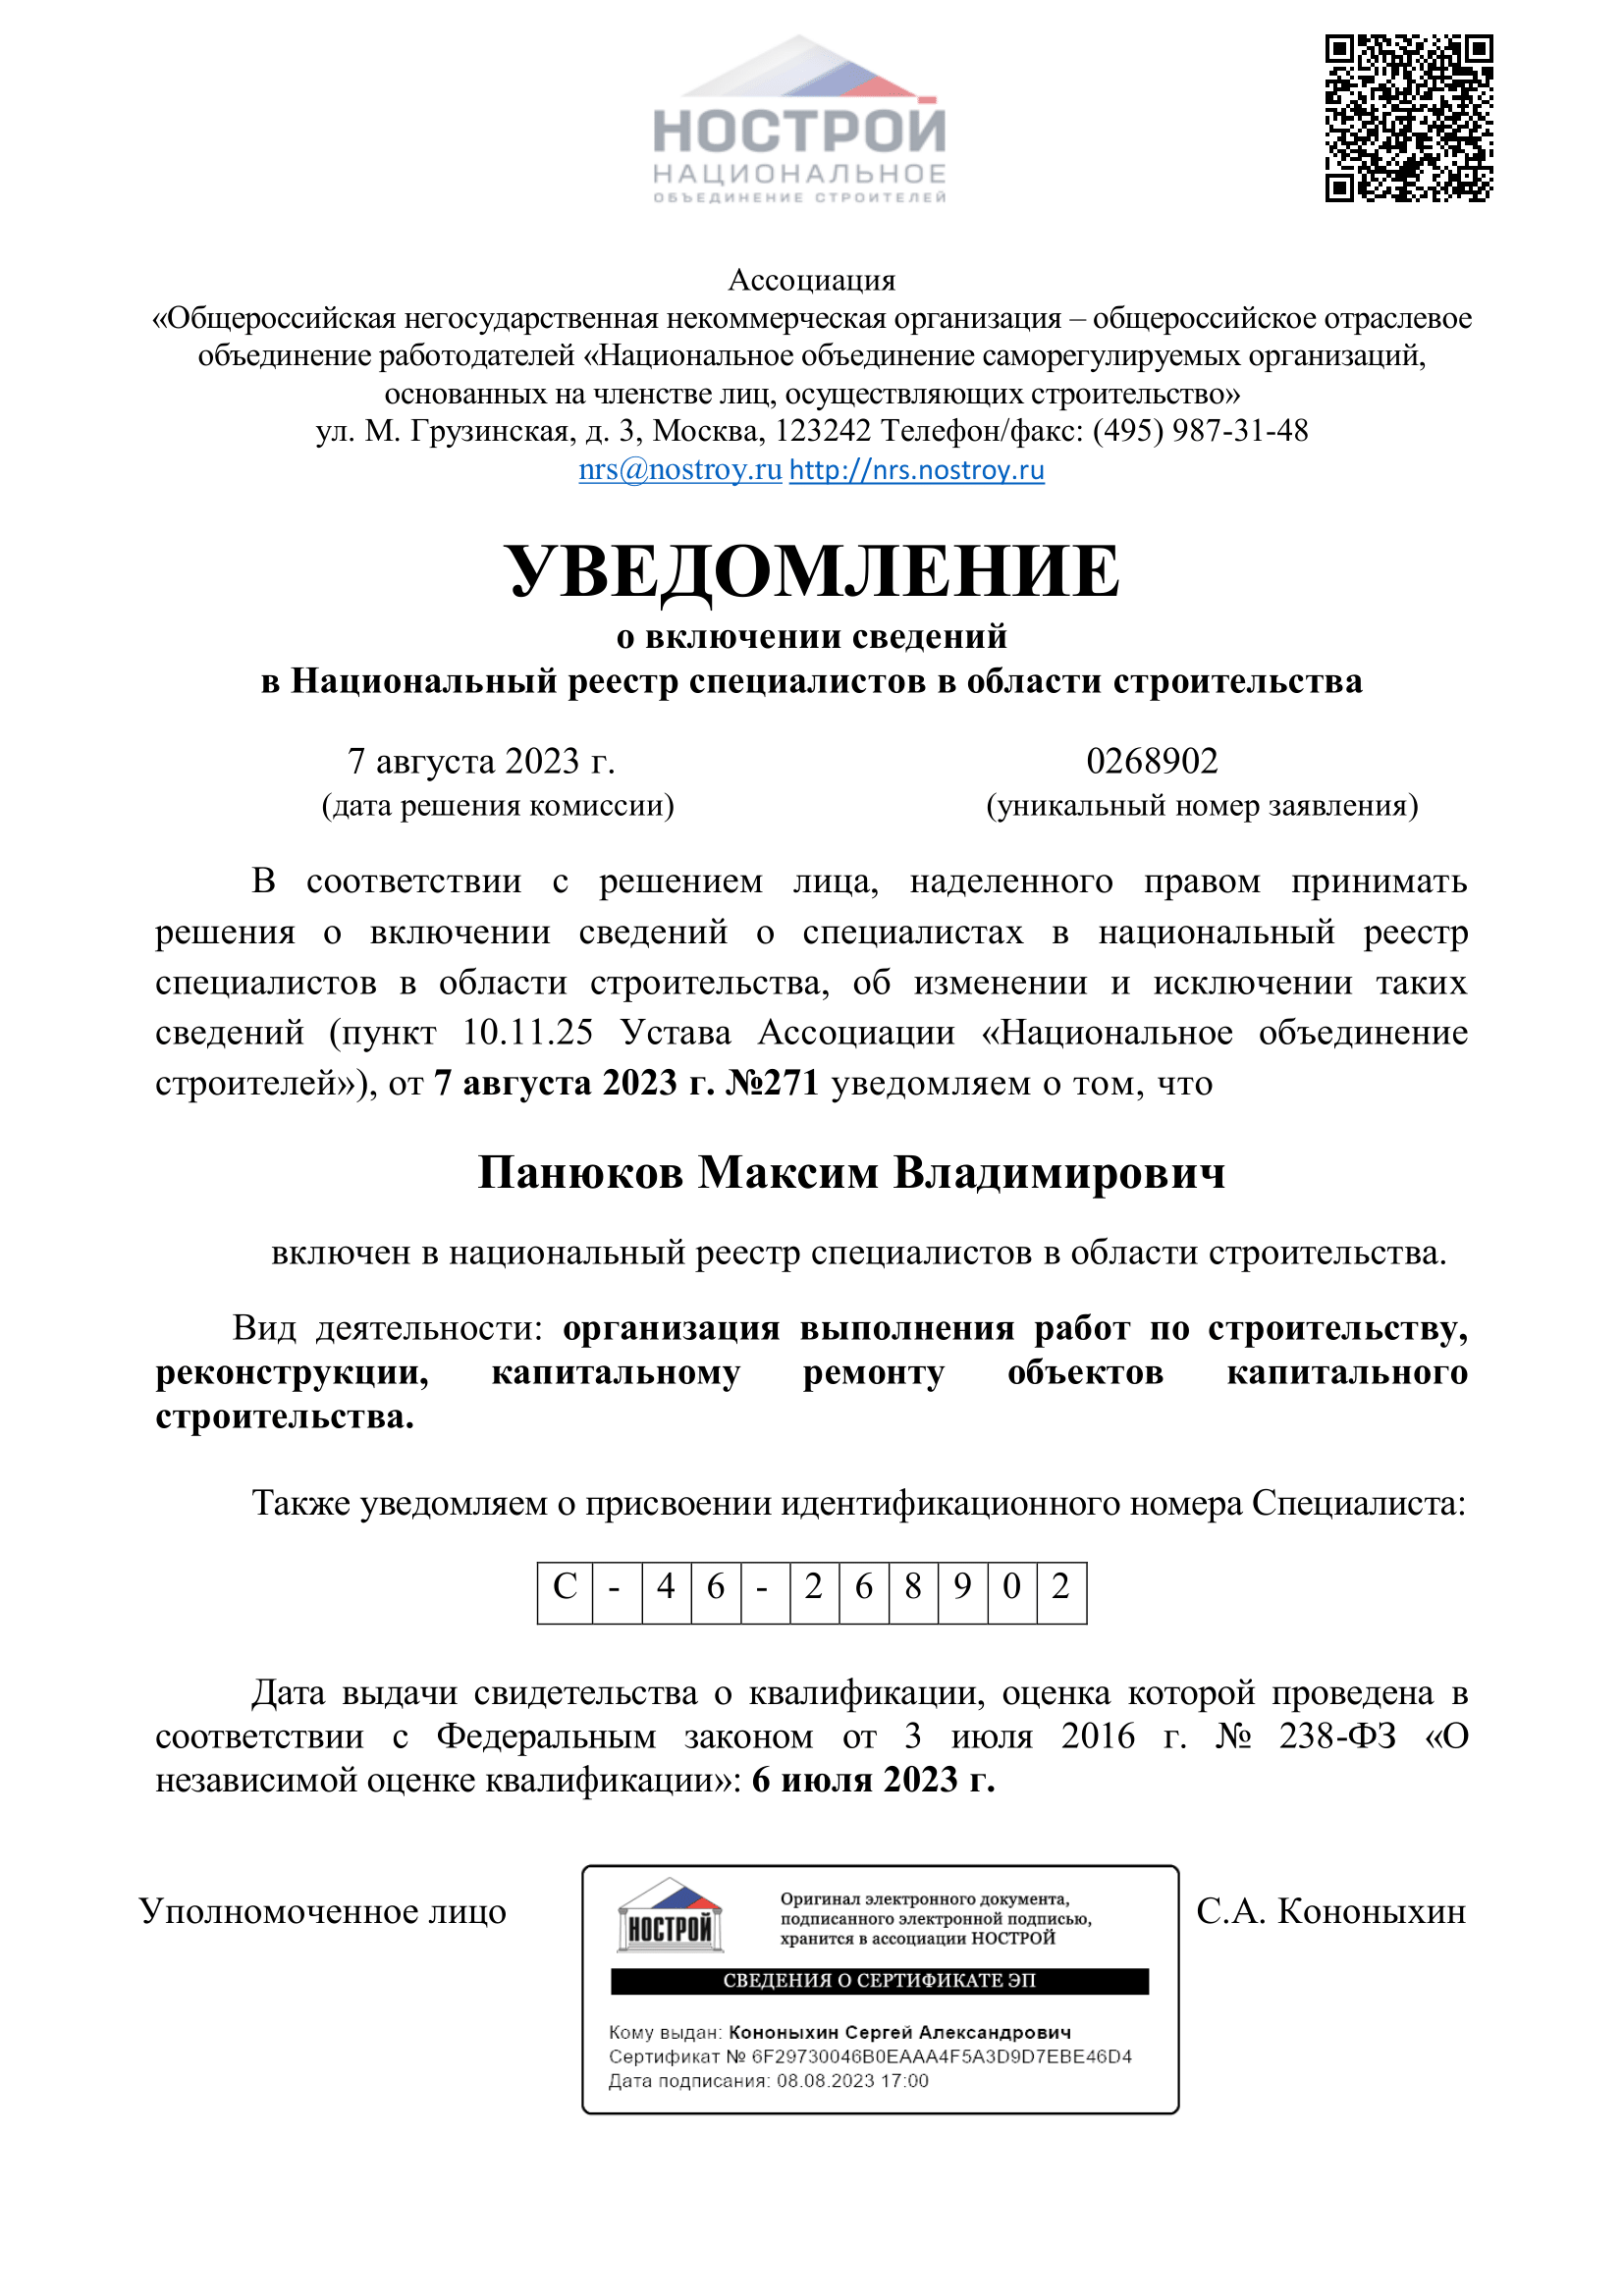 НОСТРОЙ
НАЦИОНАЛЬНОЕ
ОБЪЕДИНЕНИЕ СТРОИТЕЛЕЙ
Ассоциация
«Общероссийская негосударственная некоммерческая организация – общероссийское отраслевое
объединение работодателей «Национальное объединение саморегулируемых организаций,
основанных на членстве лиц, осуществляющих строительство»
ул. М. Грузинская, д. 3, Москва, 123242 Телефон/факс: (495) 987-31-48
nrs@nostroy.ru http://nrs.nostroy.ru
УВЕДОМЛЕНИЕ
о включении сведений
в Национальный реестр специалистов в области строительства
7 августа 2023 г. 0268902
(дата решения комиссии) (уникальный номер заявления)
В соответствии с решением лица, наделенного правом принимать
решения о включении сведений о специалистах в национальный реестр
специалистов в области строительства, об изменении и исключении таких
сведений (пункт 10.11.25 Устава Ассоциации «Национальное объединение
строителей»), от 7 августа 2023 г. №271 уведомляем о том, что
Панюков Максим Владимирович
включен в национальный реестр специалистов в области строительства.
Вид деятельности: организация выполнения работ по строительству,
реконструкции, капитальному ремонту объектов капитального
строительства.
Также уведомляем о присвоении идентификационного номера Специалиста:
С - 4 6 - 2 6 8 9 0 2
Дата выдачи свидетельства о квалификации, оценка которой проведена в
соответствии с Федеральным законом от 3 июля 2016 г. № 238-ФЗ «О
независимой оценке квалификации»: 6 июля 2023 г.
Уполномоченное лицо
НОСТРОЙ
Оригинал электронного документа,
подписанного электронной подписью,
хранится в ассоциации НОСТРОЙ
СВЕДЕНИЯ О СЕРТИФИКАТЕ ЭП
Кому выдан: Кононыхин Сергей Александрович
Сертификат № 6F29730046B0EAAA4F5A3D9D7EBE46D4
Дата подписания: 08.08.2023 17:00
С.А. Кононыхин